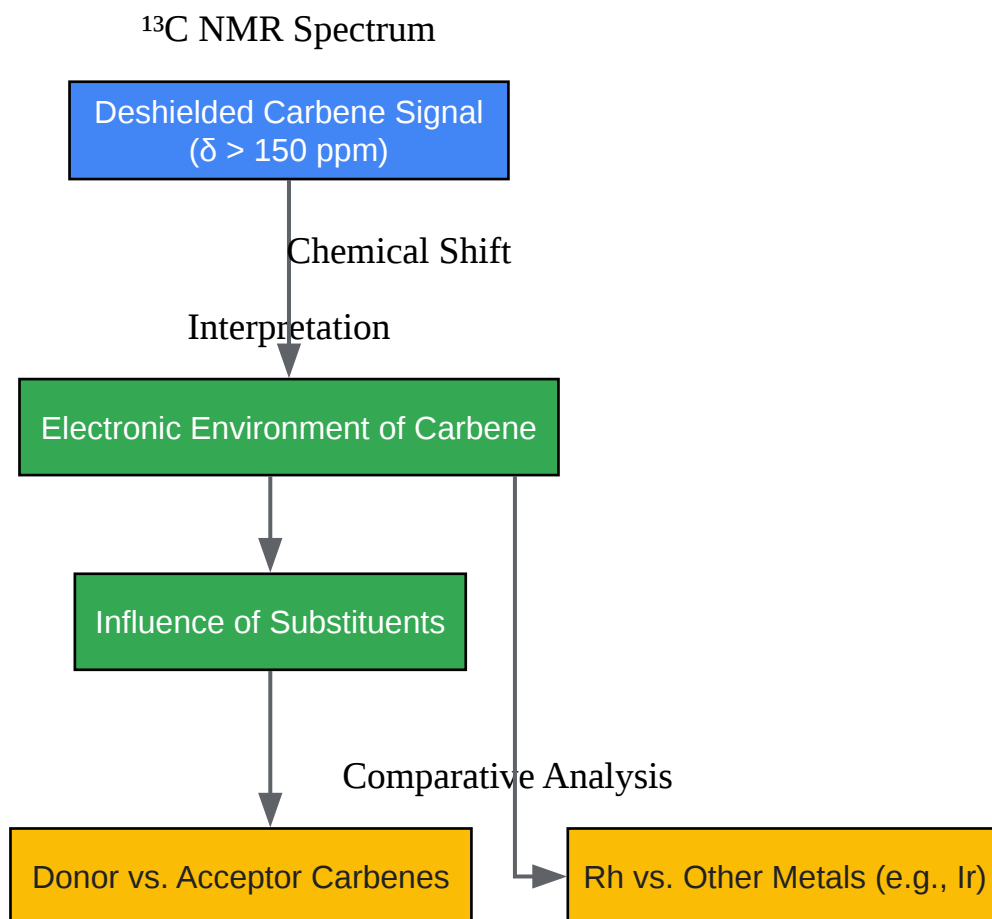 ¹³C NMR Spectrum
Deshielded Carbene Signal
(δ > 150 ppm)
Chemical Shift
Interpretation
Electronic Environment of Carbene
Influence of Substituents
Comparative Analysis
Donor vs. Acceptor Carbenes
Rh vs. Other Metals (e.g., Ir)